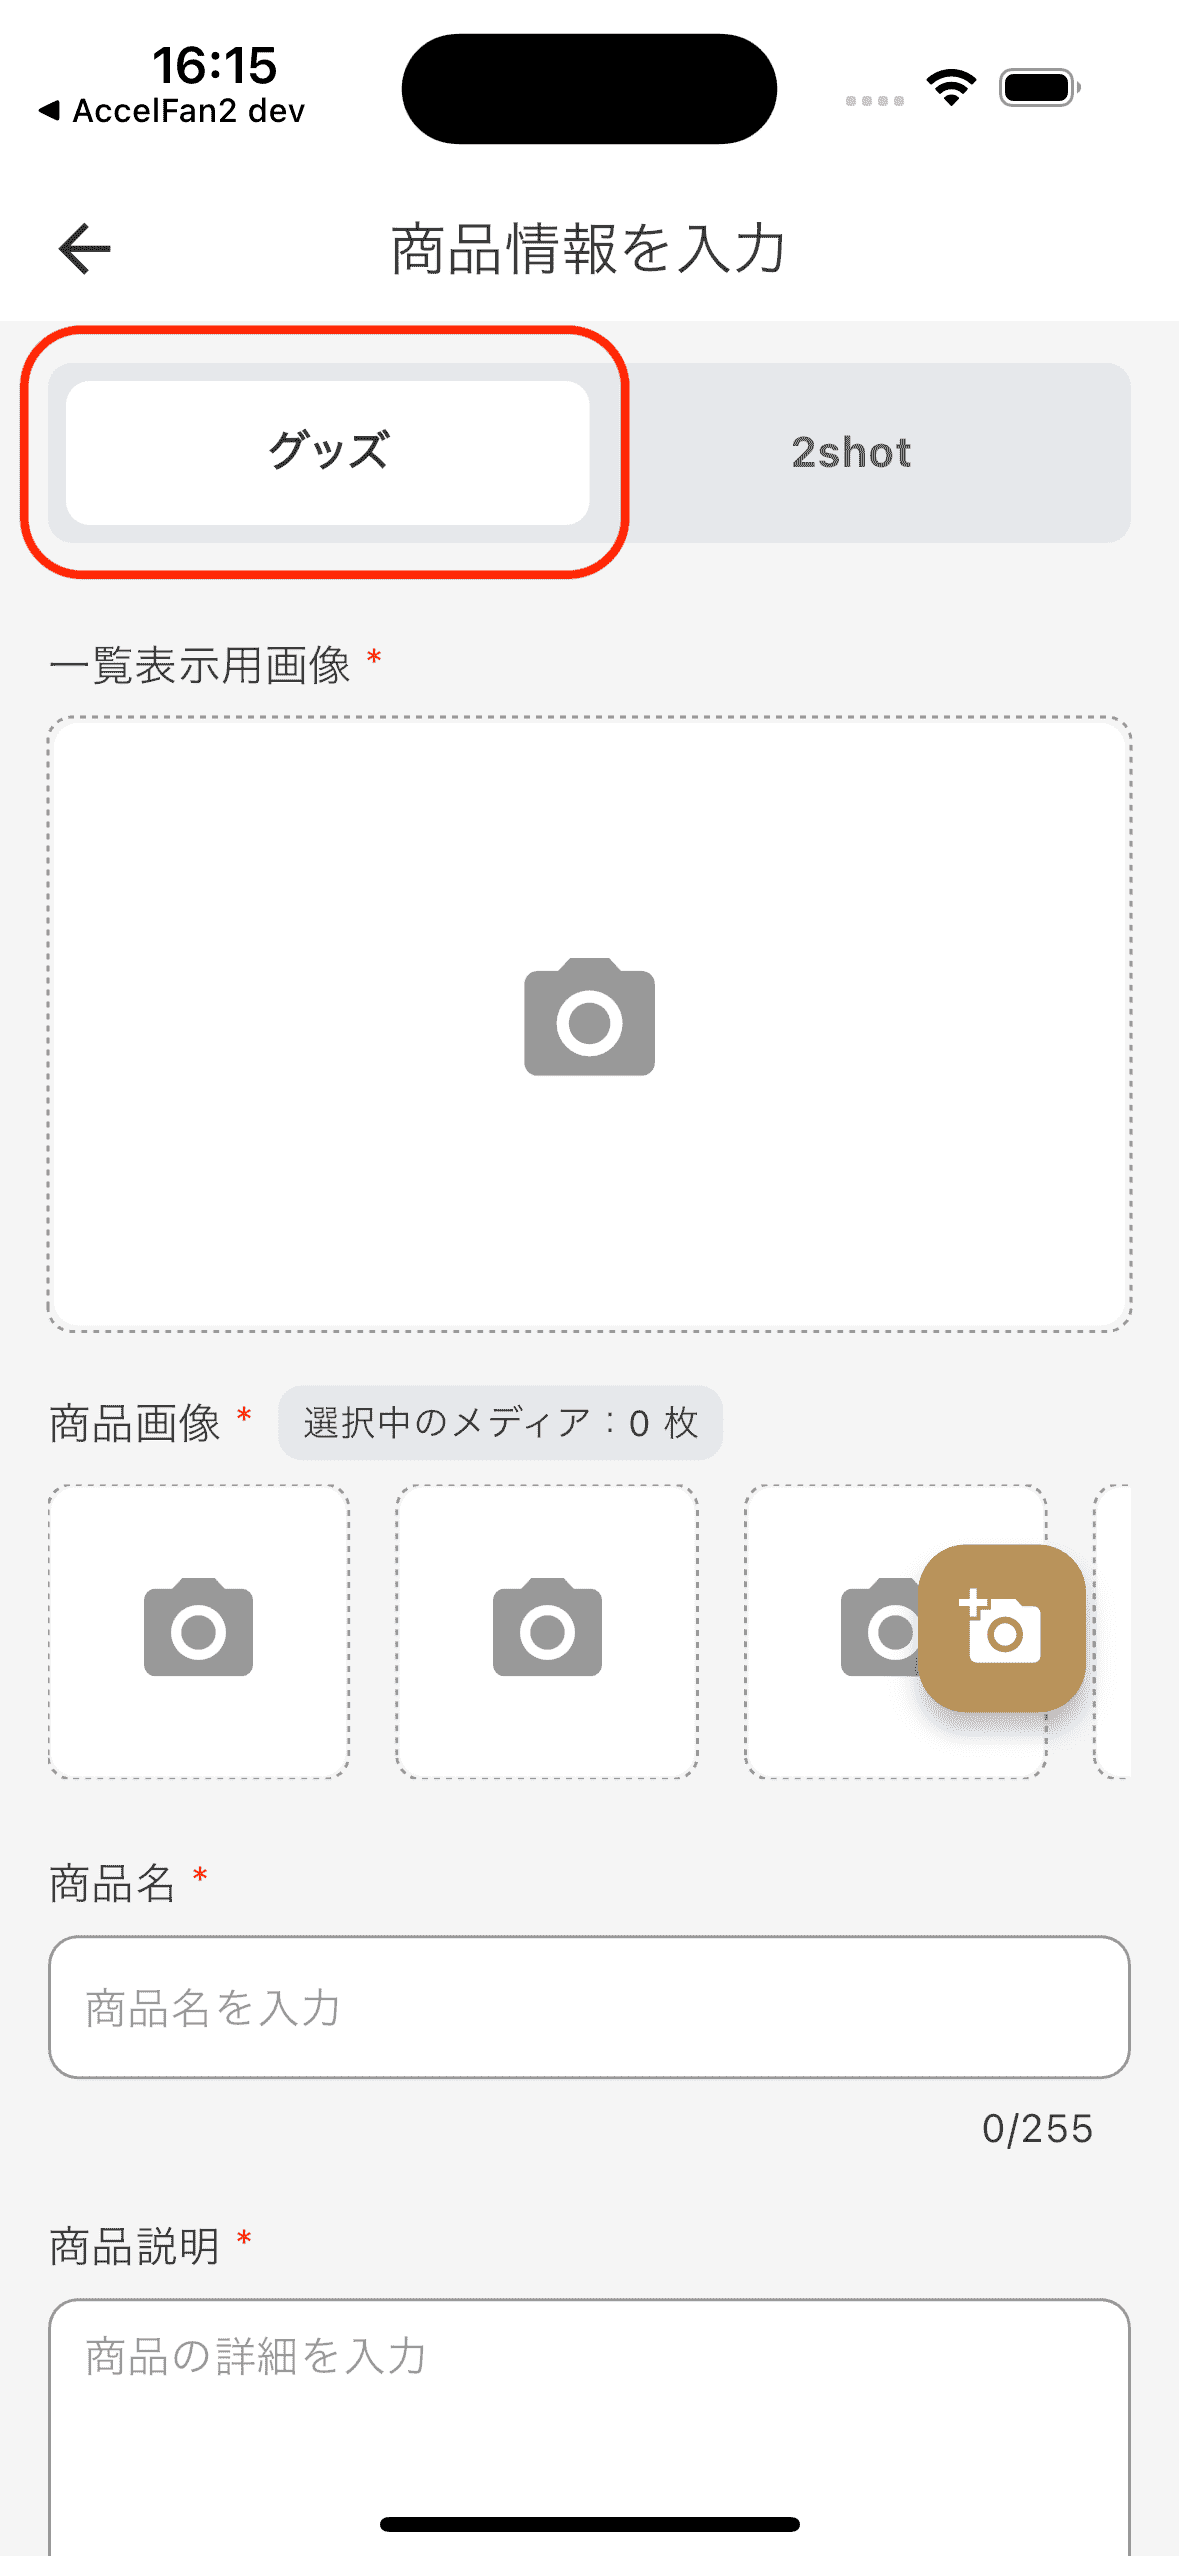 16:15
◀ AccelFan2 dev
商品情報を入力
グッズ
2shot
一覧表示用画像 *
商品画像 * 選択中のメディア：0 枚
商品名 *
商品名を入力
0/255
商品説明 *
商品の詳細を入力